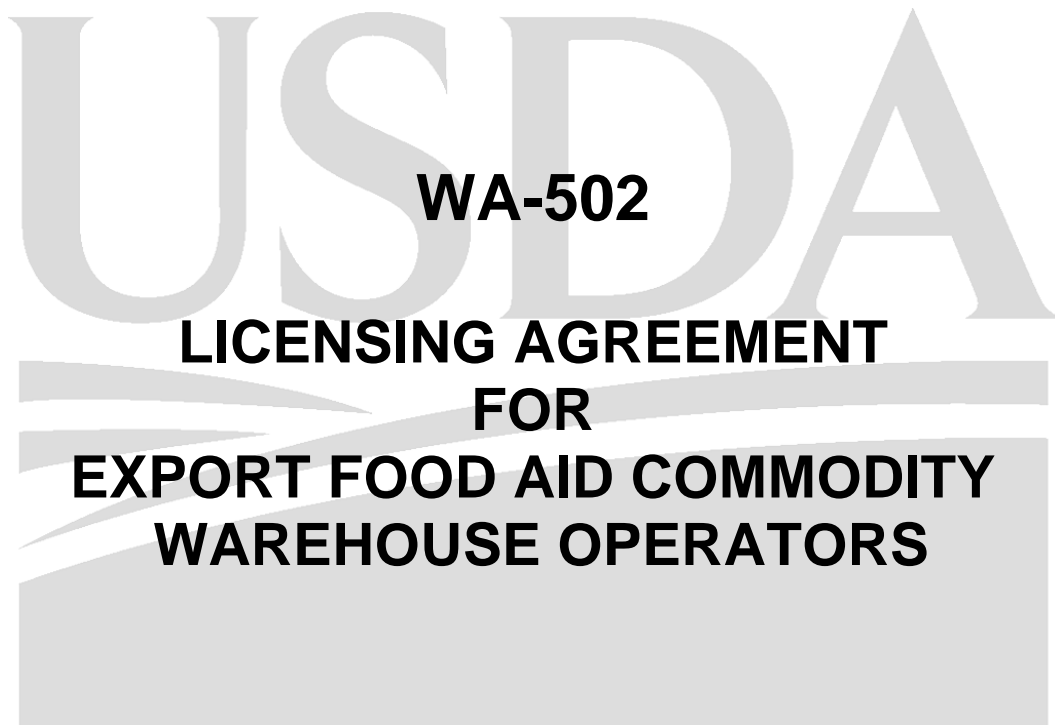 USDA
WA-502
LICENSING AGREEMENT
FOR
EXPORT FOOD AID COMMODITY
WAREHOUSE OPERATORS